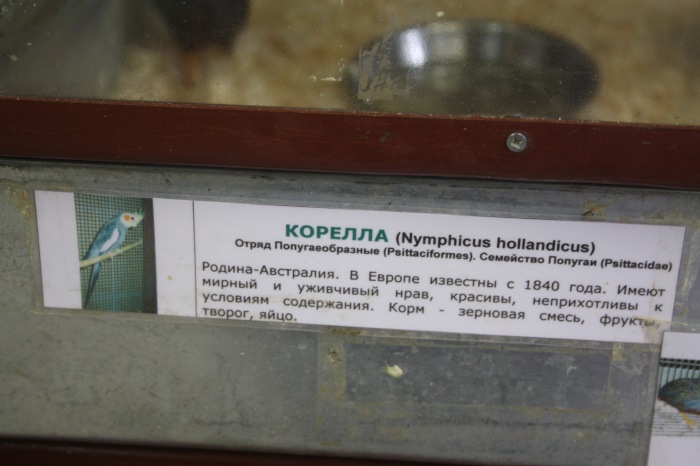 КОРЕЛЛА (Nymphicus hollandicus)
Отряд Попугаеобразные (Psittaciformes). Семейство Попугаи (Psittacidae)
Родина-Австралия. В Европе известны с 1840 года. Имеют
мирный и уживчивый нрав, красивы, неприхотливы к
условиям содержания. Корм - зерновая смесь, фрукты,
творог, яйцо.